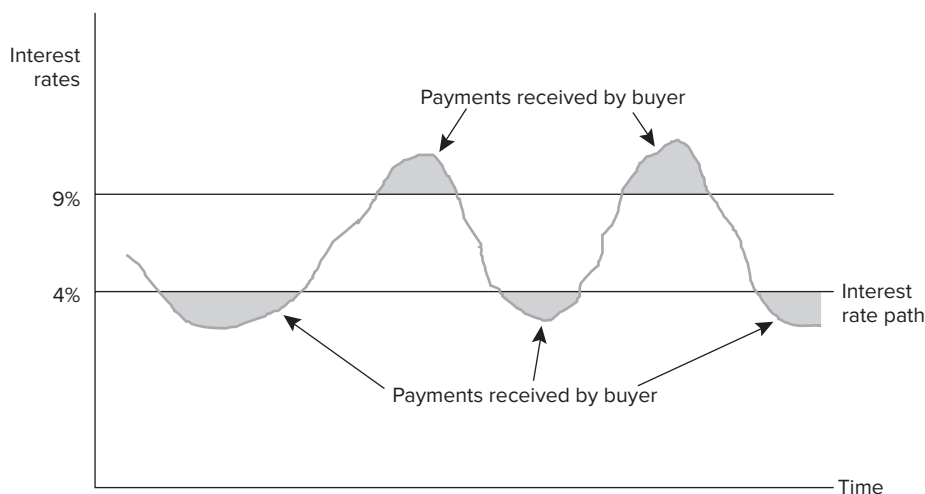 Interest
rates
Payments received by buyer
9%
4%
Interest
rate path
Payments received by buyer
Time